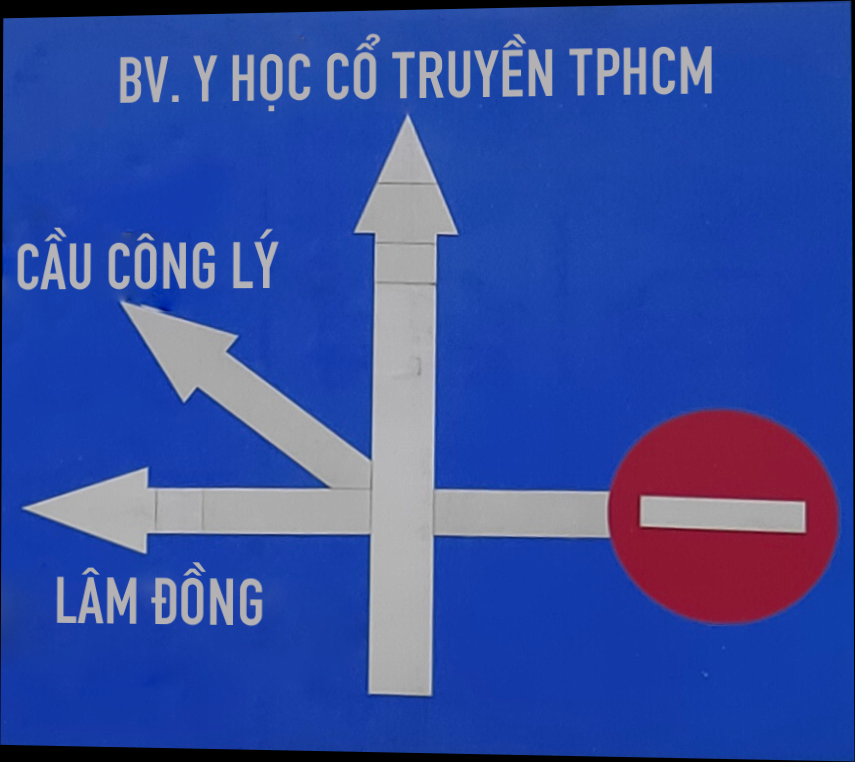 BV. Y HỌC CỔ TRUYỀN TPHCM
CẦU CÔNG LÝ
LÂM ĐỒNG